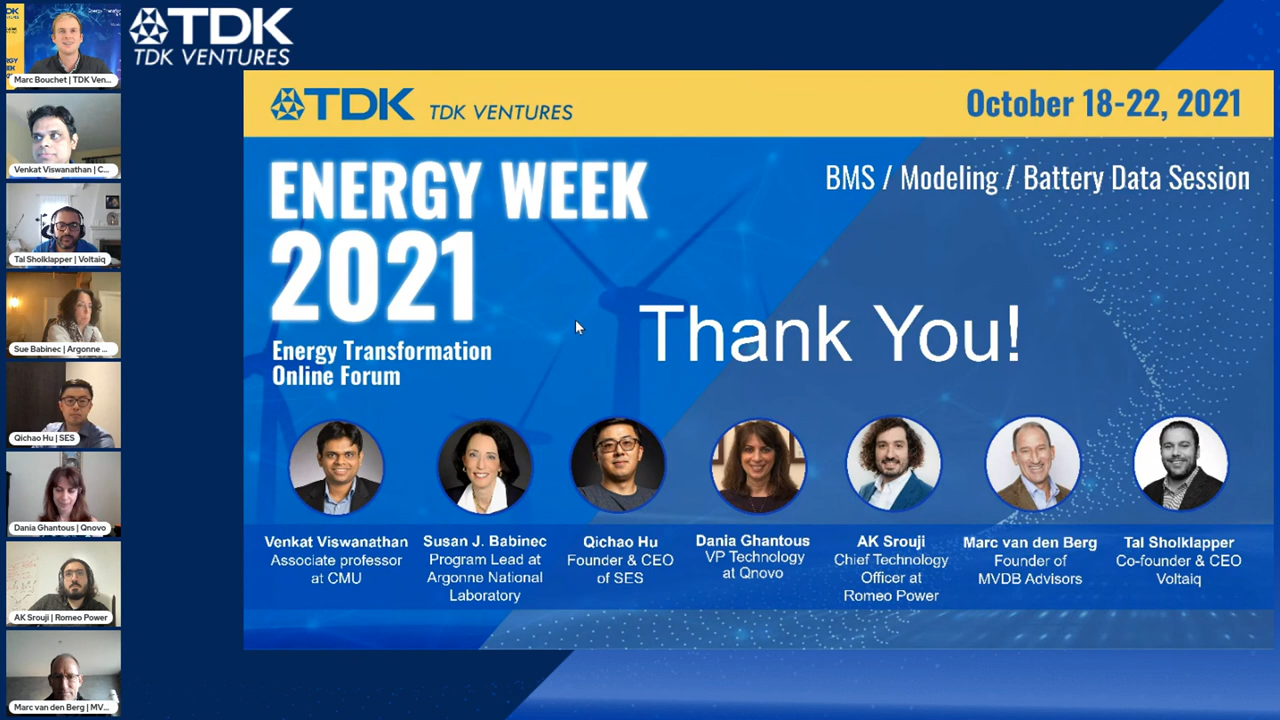 TDK
TDK VENTURES
Marc Bouchet | TDK Ven...
Venkat Viswanathan | C...
Tal Sholklapper | Voltaiq
Sue Babinec | Argonne ...
Qichao Hu | SES
Dania Ghantous | Qnovo
AK Srouji | Romeo Power
Marc van den Berg | MV...
TDK TDK VENTURES
October 18-22, 2021
ENERGY WEEK
2021
Energy Transformation
Online Forum
BMS / Modeling / Battery Data Session
Thank You!
Venkat Viswanathan
Associate professor
at CMU
Susan J. Babinec
Program Lead at
Argonne National
Laboratory
Qichao Hu
Founder & CEO
of SES
Dania Ghantous
VP Technology
at Qnovo
AK Srouji
Chief Technology
Officer at
Romeo Power
Marc van den Berg
Founder of
MVDB Advisors
Tal Sholklapper
Co-founder & CEO
Voltaiq